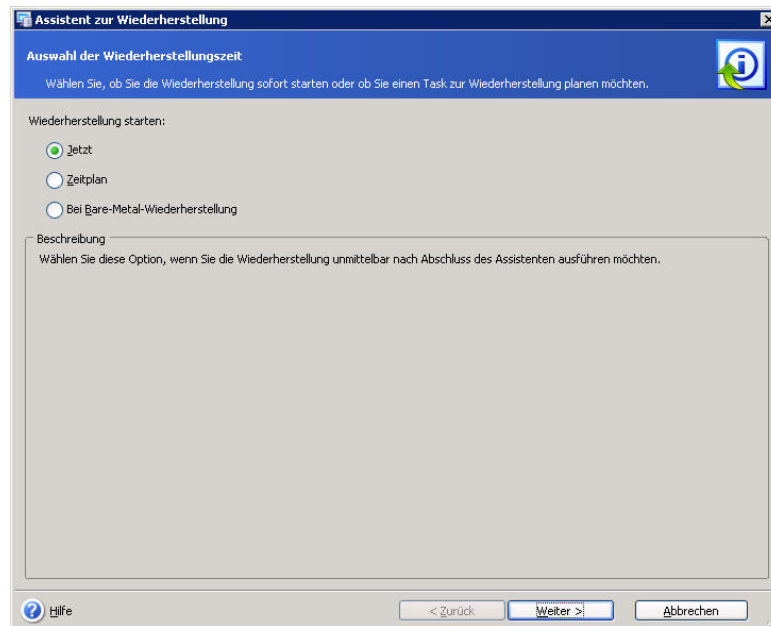 Assistent zur Wiederherstellung
Auswahl der Wiederherstellungszeit
Wählen Sie, ob Sie die Wiederherstellung sofort starten oder ob Sie einen Task zur Wiederherstellung planen möchten.
Wiederherstellung starten:
Jetzt
Zeitplan
Bei Bare-Metal-Wiederherstellung
Beschreibung
Wählen Sie diese Option, wenn Sie die Wiederherstellung unmittelbar nach Abschluss des Assistenten ausführen möchten.
Hilfe
< Zurück
Weiter >
Abbrechen